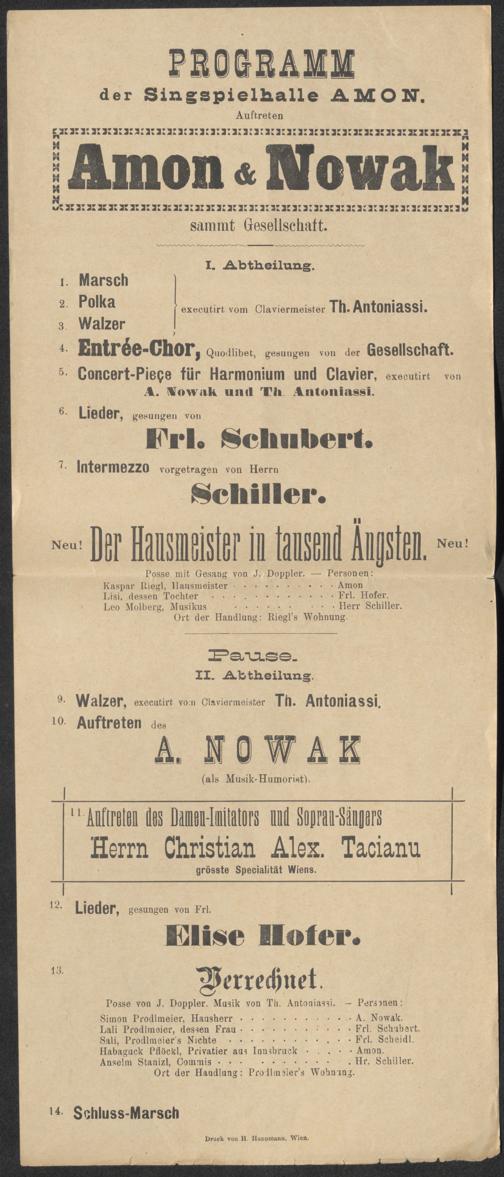 PROGRAMM
der Singspielhalle AMON.
Auftreten
Amon & Nowak
sammt Gesellschaft.
I. Abtheilung.
1. Marsch
2. Polka
3. Walzer
executirt vom Claviermeister Th. Antoniassi.
4. Entrée-Chor, Quodlibet, gesungen von der Gesellschaft.
5. Concert-Pieçe für Harmonium und Clavier, executirt von
A. Nowak und Th. Antoniassi.
6. Lieder, gesungen von
Frl. Schubert.
7. Intermezzo vorgetragen von Herrn
Schiller.
Neu! Der Hausmeister in tausend Ängsten. Neu!
Posse mit Gesang von J. Doppler. — Personen:
Kaspar Riegl, Hausmeister . . . . . . . . . Amon
Lisi, dessen Tochter . . . . . . . . . . . Frl. Hofer.
Leo Molberg, Musikus . . . . . . . . . Herr Schiller.
Ort der Handlung: Riegl's Wohnung.
Pause.
II. Abtheilung.
9. Walzer, executirt von Claviermeister Th. Antoniassi.
10. Auftreten des
A. NOWAK
(als Musik-Humorist).
11. Auftreten des Damen-Imitators und Sopran-Sängers
Herrn Christian Alex. Tacianu
grösste Specialität Wiens.
12. Lieder, gesungen von Frl.
Elise Hofer.
13.
Verrechnet.
Posse von J. Doppler. Musik von Th. Antoniassi. — Personen:
Simon Prodlmeier, Hausherr . . . . . . . . . . . A. Nowak.
Lali Prodlmeier, dessen Frau . . . . . . . . . . . Frl. Schubert.
Sali, Prodlmeier's Nichte . . . . . . . . . . . Frl. Scheidl.
Habaguck Pflöckl, Privatier aus Innsbruck . . . . . Amon.
Anselm Stanizl, Commis . . . . . . . . . . . Hr. Schiller.
Ort der Handlung: Prodlmeier's Wohnung.
14. Schluss-Marsch
Druck von H. Hannmann, Wien.